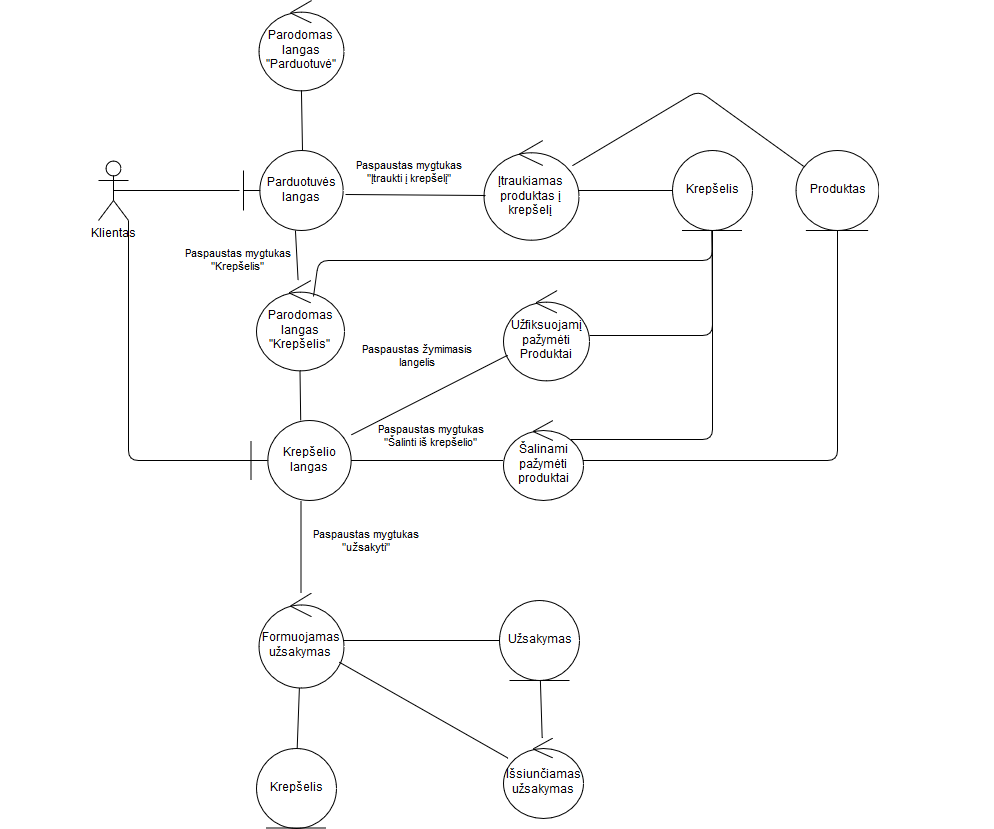 Parodomas
langas
"Parduotuvė"
Paspaustas mygtukas
"Įtraukti į krepšelį"
Parduotuvės
langas
Įtraukiamas
produktas į
krepšelį
Krepšelis
Produktas
Klientas
Paspaustas mygtukas
"Krepšelis"
Parodomas
langas
"Krepšelis"
Užfiksuojamį
pažymėti
Produktai
Paspaustas žymimasis
langelis
Paspaustas mygtukas
"Šalinti iš krepšelio"
Krepšelio
langas
Šalinami
pažymėti
produktai
Paspaustas mygtukas
"užsakyti"
Formuojamas
užsakymas
Užsakymas
Krepšelis
Išsiunčiamas
užsakymas